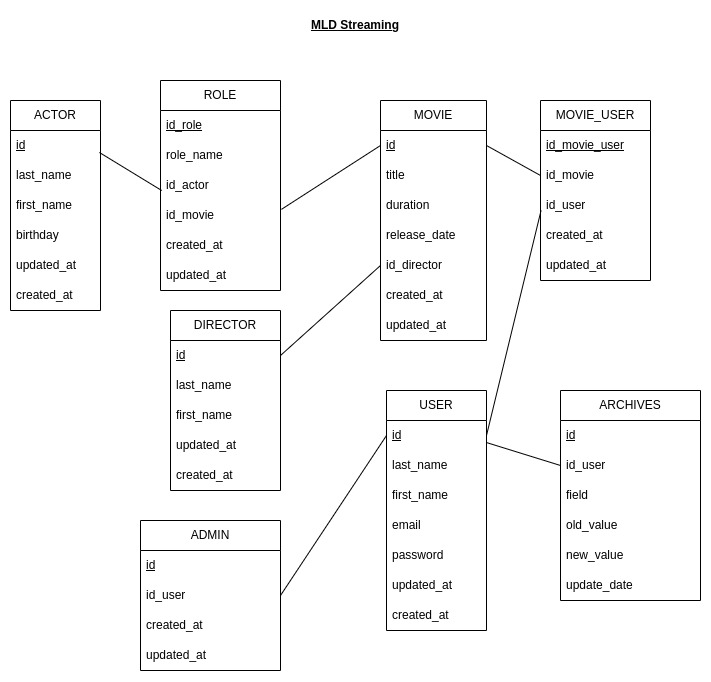 MLD Streaming
ACTOR
id
last_name
first_name
birthday
updated_at
created_at
ROLE
id_role
role_name
id_actor
id_movie
created_at
updated_at
MOVIE
id
title
duration
release_date
id_director
created_at
updated_at
MOVIE_USER
id_movie_user
id_movie
id_user
created_at
updated_at
DIRECTOR
id
last_name
first_name
updated_at
created_at
USER
id
last_name
first_name
email
password
updated_at
created_at
ARCHIVES
id
id_user
field
old_value
new_value
update_date
ADMIN
id
id_user
created_at
updated_at